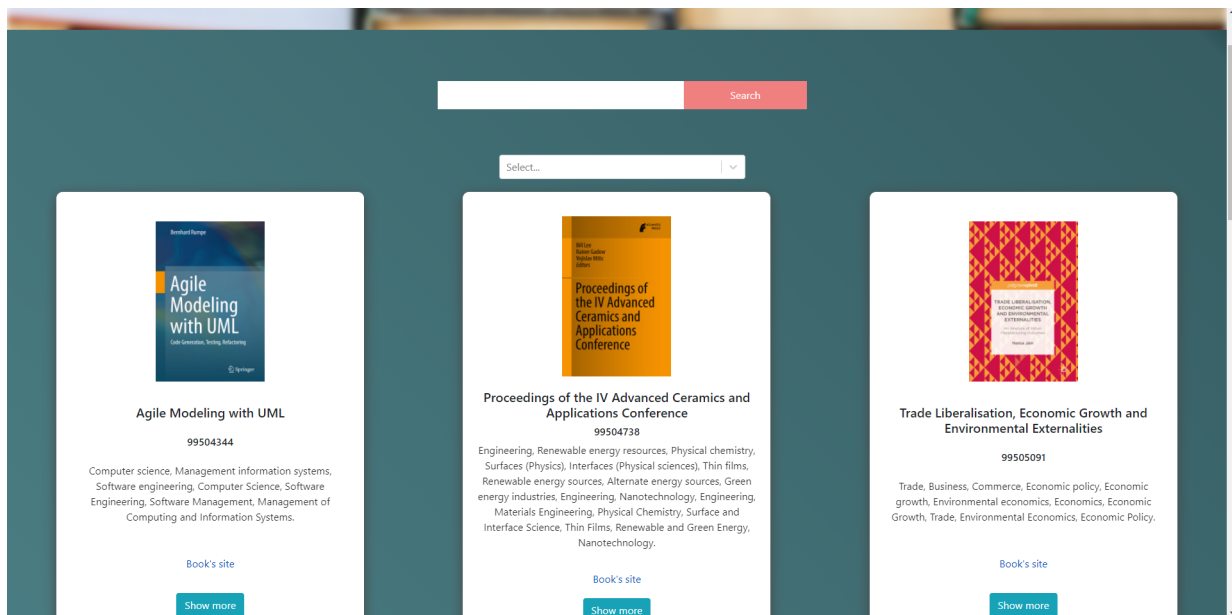 Search
Select...
Bernhard Rumpe
Agile
Modeling
with UML
Code Generation, Testing, Refactoring
Springer
Agile Modeling with UML
99504344
Computer science, Management information systems,
Software engineering, Computer Science, Software
Engineering, Software Management, Management of
Computing and Information Systems.
Book's site
Show more
Bill Lee
Rainer Gadow
Vojislav Mitic
Editors
Proceedings of
the IV Advanced
Ceramics and
Applications
Conference
Proceedings of the IV Advanced Ceramics and
Applications Conference
99504738
Engineering, Renewable energy resources, Physical chemistry,
Surfaces (Physics), Interfaces (Physical sciences), Thin films,
Renewable energy sources, Alternate energy sources, Green
energy industries, Engineering, Nanotechnology, Engineering,
Materials Engineering, Physical Chemistry, Surface and
Interface Science, Thin Films, Renewable and Green Energy,
Nanotechnology.
Book's site
Show more
TRADE LIBERALISATION,
ECONOMIC GROWTH
AND ENVIRONMENTAL
EXTERNALITIES
Trade Liberalisation, Economic Growth and
Environmental Externalities
99505091
Trade, Business, Commerce, Economic policy, Economic
growth, Environmental economics, Economics, Economic
Growth, Trade, Environmental Economics, Economic Policy.
Book's site
Show more